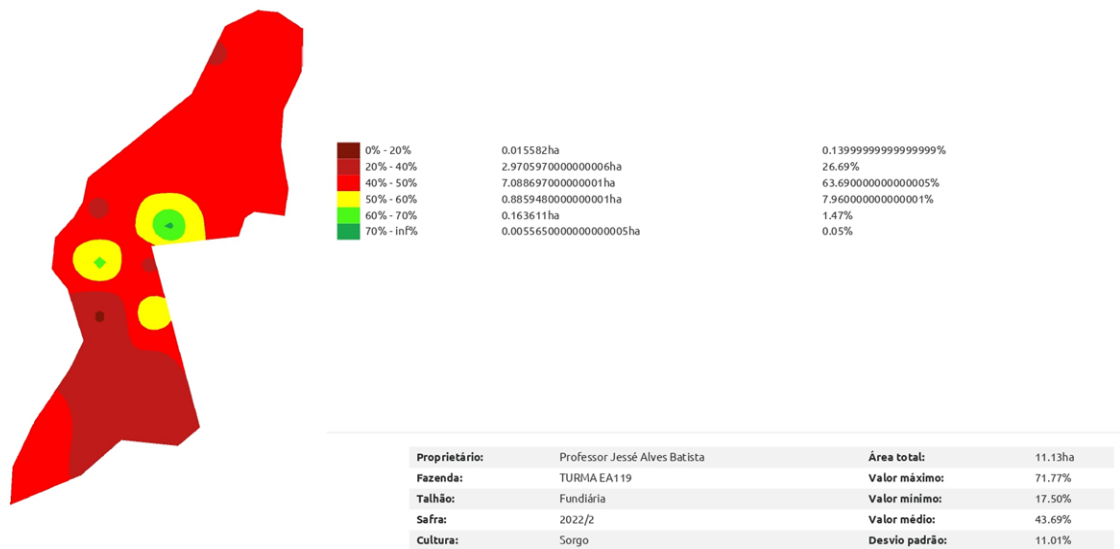 0% - 20% 0.015582ha 0.13999999999999999%
20% - 40% 2.9705970000000006ha 26.69%
40% - 50% 7.088697000000001ha 63.690000000000005%
50% - 60% 0.885948000000001ha 7.960000000000001%
60% - 70% 0.163611ha 1.47%
70% - inf% 0.0055650000000000005ha 0.05%
Proprietário: Professor Jessé Alves Batista Área total: 11.13ha
Fazenda: TURMA EA119 Valor máximo: 71.77%
Talhão: Fundiária Valor mínimo: 17.50%
Safra: 2022/2 Valor médio: 43.69%
Cultura: Sorgo Desvio padrão: 11.01%